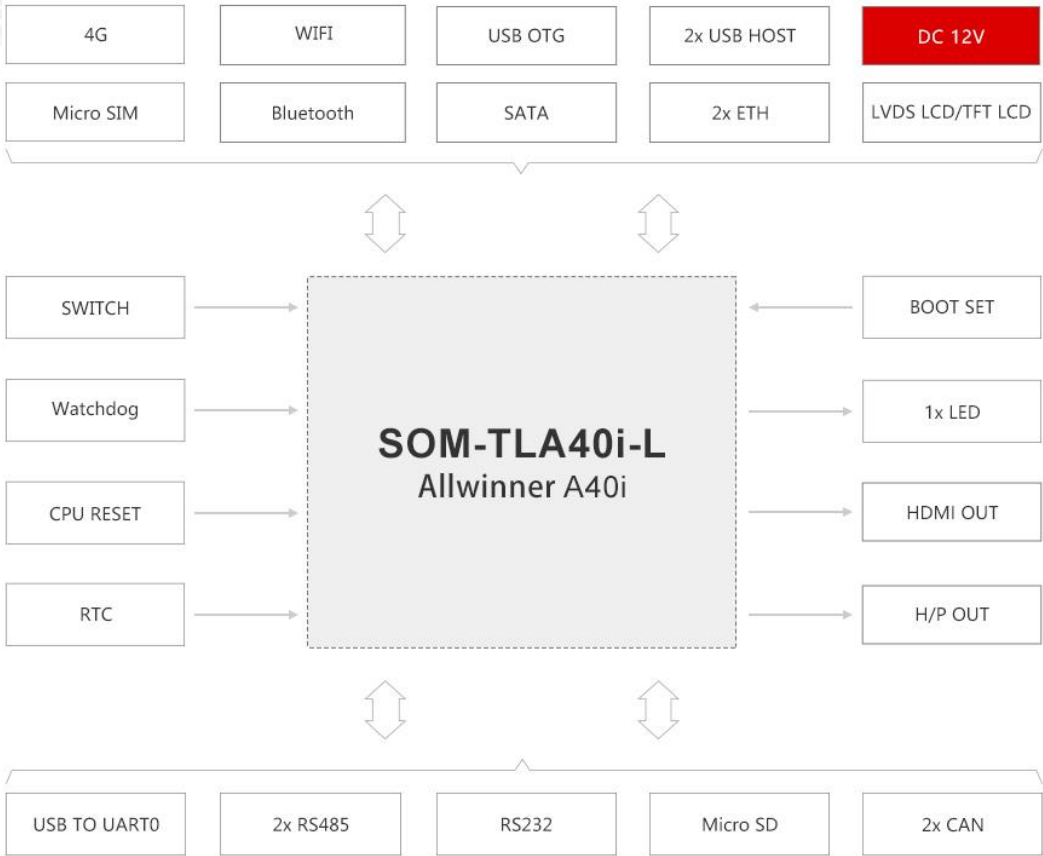 4G
WIFI
USB OTG
2x USB HOST
DC 12V
Micro SIM
Bluetooth
SATA
2x ETH
LVDS LCD/TFT LCD
SWITCH
BOOT SET
Watchdog
1x LED
SOM-TLA40i-L
Allwinner A40i
CPU RESET
HDMI OUT
RTC
H/P OUT
USB TO UART0
2x RS485
RS232
Micro SD
2x CAN